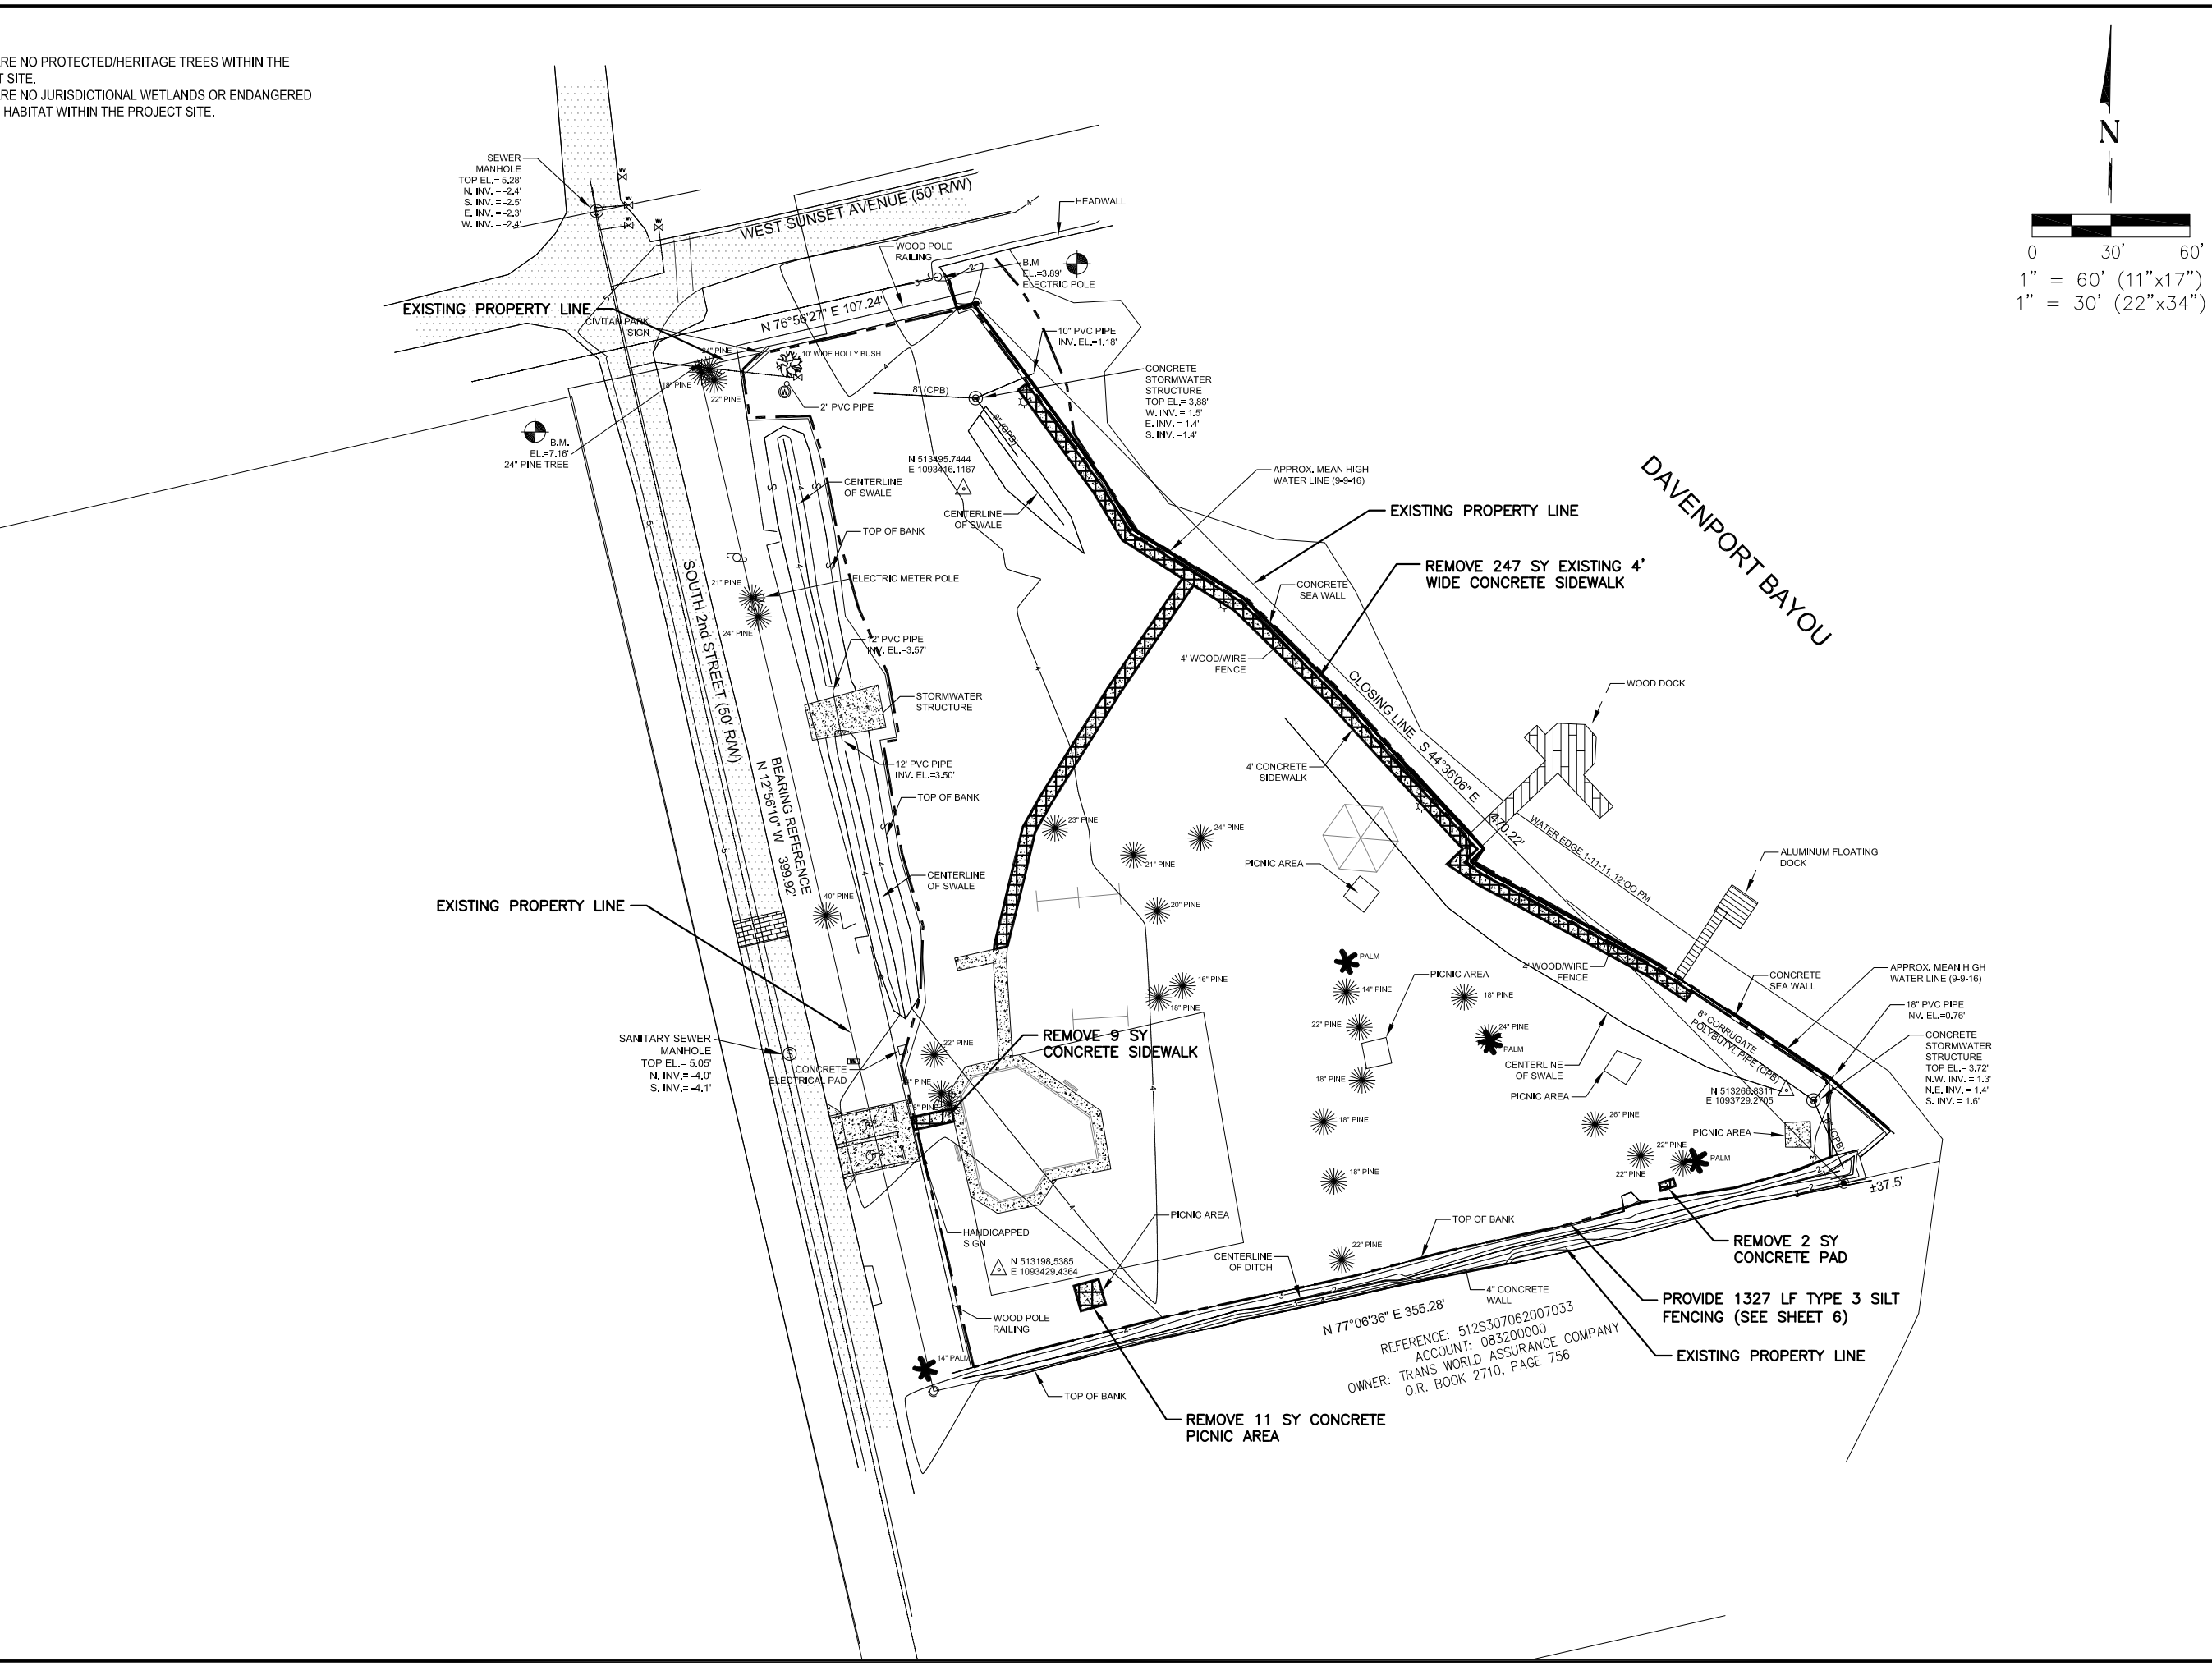 RE NO PROTECTED/HERITAGE TREES WITHIN THE
T SITE.
RE NO JURISDICTIONAL WETLANDS OR ENDANGERED
HABITAT WITHIN THE PROJECT SITE.
N
0 30' 60'
1" = 60' (11"x17")
1" = 30' (22"x34")
SEWER
MANHOLE
TOP EL.= 5.28'
N. INV. = -2.4'
S. INV. = -2.5'
E. INV. = -2.3'
W. INV. = -2.4'
WEST SUNSET AVENUE (50' R/W)
HEADWALL
WOOD POLE
RAILING
B.M
EL.=3.89'
ELECTRIC POLE
EXISTING PROPERTY LINE
CIVITAN PARK
SIGN
N 76°56'27" E 107.24'
10" PVC PIPE
INV. EL.=1.18'
24" PINE
10' WIDE HOLLY BUSH
18" PINE
22" PINE
2" PVC PIPE
8" (CPB)
8" (CPB)
CONCRETE
STORMWATER
STRUCTURE
TOP EL.= 3.88'
W. INV. = 1.5'
E. INV. = 1.4'
S. INV. =1.4'
B.M.
EL.=7.16'
24" PINE TREE
N 513495.7444
E 1093416.1167
CENTERLINE
OF SWALE
CENTERLINE
OF SWALE
APPROX. MEAN HIGH
WATER LINE (9-9-16)
DAVENPORT BAYOU
EXISTING PROPERTY LINE
TOP OF BANK
REMOVE 247 SY EXISTING 4'
WIDE CONCRETE SIDEWALK
21" PINE
ELECTRIC METER POLE
CONCRETE
SEA WALL
24" PINE
SOUTH 2nd STREET (50' R/W)
12' PVC PIPE
INV. EL.=3.57'
4' WOOD/WIRE
FENCE
CLOSING LINE S 44°36'06" E
470.22'
WOOD DOCK
STORMWATER
STRUCTURE
12' PVC PIPE
INV. EL.=3.50'
4' CONCRETE
SIDEWALK
BEARING REFERENCE
N 12°56'10" W 399.92'
TOP OF BANK
23" PINE
24" PINE
21" PINE
WATER EDGE 1-11-11, 12:00 PM
ALUMINUM FLOATING
DOCK
PICNIC AREA
CENTERLINE
OF SWALE
40" PINE
20" PINE
EXISTING PROPERTY LINE
PALM
PICNIC AREA
4' WOOD/WIRE
FENCE
CONCRETE
SEA WALL
APPROX. MEAN HIGH
WATER LINE (9-9-16)
16" PINE
18" PINE
14" PINE
18" PINE
18" PVC PIPE
INV. EL.=0.76'
22" PINE
24" PINE
PALM
8" CORRUGATE
POLYBUTYL PIPE (CPB)
CONCRETE
STORMWATER
STRUCTURE
TOP EL.= 3.72'
N.W. INV. = 1.3'
N.E. INV. = 1.4'
S. INV. = 1.6'
SANITARY SEWER
MANHOLE
TOP EL.= 5.05'
N. INV.= -4.0'
S. INV.= -4.1'
REMOVE 9 SY
CONCRETE SIDEWALK
22" PINE
CONCRETE
ELECTRICAL PAD
CENTERLINE
OF SWALE
18" PINE
N 513266.8311
E 1093729.2705
PICNIC AREA
18" PINE
26" PINE
PICNIC AREA
8" (CPB)
22" PINE
PALM
22" PINE
18" PINE
±37.5'
PICNIC AREA
TOP OF BANK
HANDICAPPED
SIGN
22" PINE
CENTERLINE
OF DITCH
REMOVE 2 SY
CONCRETE PAD
N 513198.5385
E 1093429.4364
4" CONCRETE
WALL
PROVIDE 1327 LF TYPE 3 SILT
FENCING (SEE SHEET 6)
WOOD POLE
RAILING
N 77°06'36" E 355.28'
REFERENCE: 512S307062007033
ACCOUNT: 083200000
OWNER: TRANS WORLD ASSURANCE COMPANY
O.R. BOOK 2710, PAGE 756
EXISTING PROPERTY LINE
14" PALM
TOP OF BANK
REMOVE 11 SY CONCRETE
PICNIC AREA